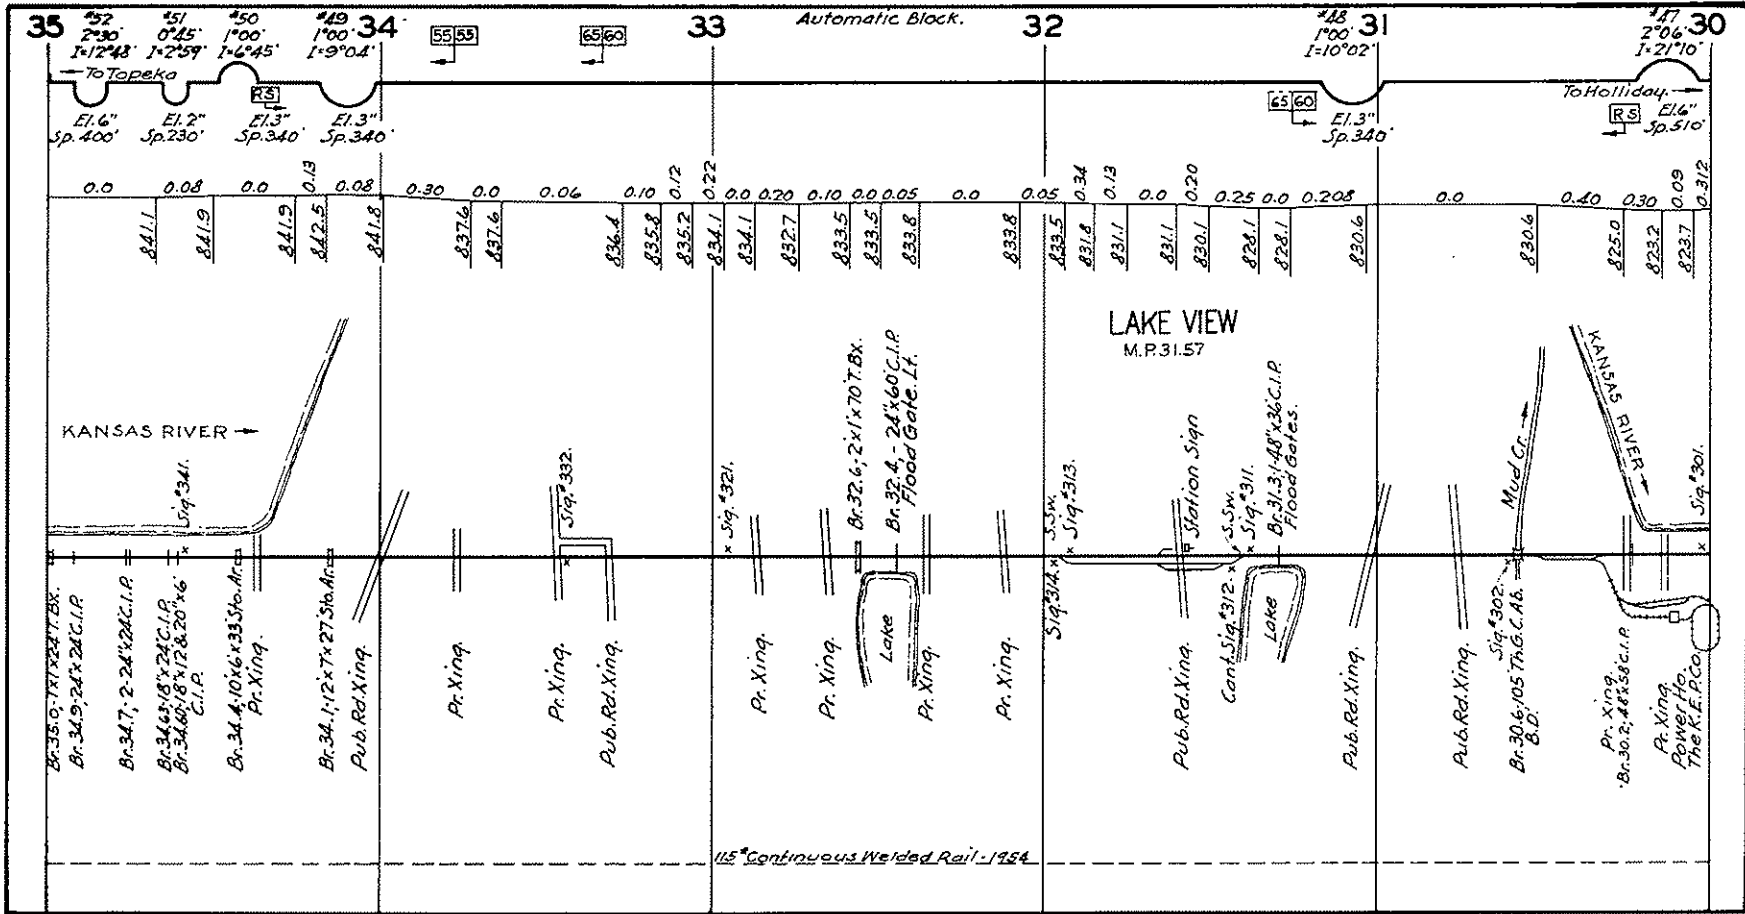 35
#52
2°30'
I=12°48'
#51
0°45'
I=2°59'
#50
1°00'
I=6°45'
#49
1°00'
I=9°04'
34
55 55
65 60
33
Automatic Block.
32
#48
1°00'
I=10°02'
31
#47
2°06'
I=21°10'
30
To Topeka
RS
65 60
To Holliday.
RS
El.6"
Sp.400'
El.2"
Sp.230'
El.3"
Sp.340'
El.3"
Sp.340'
El.3"
Sp.340'
El.6"
Sp.510'
0.0 0.08 0.0 0.13 0.08 0.30 0.0 0.06 0.10 0.12 0.22 0.0 0.20 0.10 0.0 0.05 0.0 0.05 0.34 0.13 0.0 0.20 0.25 0.0 0.208 0.0 0.40 0.30 0.09 0.312
841.1 841.9 841.9 842.5 841.8 837.6 837.6 836.4 835.8 835.2 834.1 834.1 832.7 833.5 833.5 833.8 833.8 833.5 831.8 831.1 831.1 830.1 828.1 828.1 830.6 830.6 825.0 823.2 823.7
LAKE VIEW
M.P.31.57
KANSAS RIVER
Sig.#341.
Sig.#332.
Sig.#321.
Br.32.6,-2'x1'x70'T.Bx.
Br.32.4,-24"x60'C.I.P.
Flood Gate. Lt.
S.Sw.
Sig.#313.
Station Sign
S.Sw.
Sig.#311.
Br.31.3,-1-48"x36'C.I.P.
Flood Gates.
Mud Cr.
KANSAS RIVER
Sig.#301.
Br.35.0,-1'x1'x24'T.Bx.
Br.34.9,-24"x24'C.I.P.
Br.34.7,-2-24"x24'C.I.P.
Br.34.63,-18"x24'C.I.P.
Br.34.60,-18"x12'&20"x6'
C.I.P.
Br.34.4,-10'x6'x33'Sto.Ar.
Pr.Xing.
Br.34.1,-12'x7'x27'Sto.Ar.
Pub.Rd.Xing.
Pr.Xing.
Pr.Xing.
Pub.Rd.Xing.
Pr.Xing.
Pr.Xing.
Lake
Pr.Xing.
Pr.Xing.
Sig.#314.
Pub.Rd.Xing.
Cant.Sig.#312.
Lake
Pub.Rd.Xing.
Pub.Rd.Xing.
Sig.#302.
Br.30.6,-105'Th.G.C.Ab.
B.D.
Pr.Xing.
Br.30.2,-48"x58'C.I.P.
Pr.Xing.
Power Ho.
The K.E.P.Co.
115# Continuous Welded Rail-1954